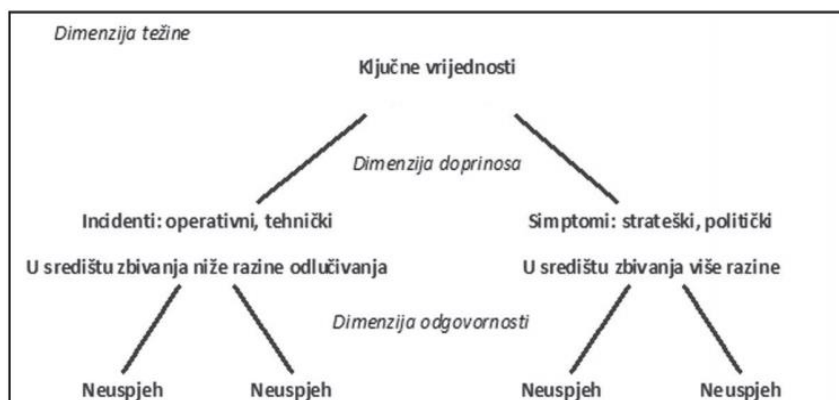 Dimenzija težine
Ključne vrijednosti
Dimenzija doprinosa
Incidenti: operativni, tehnički
Simptomi: strateški, politički
U središtu zbivanja niže razine odlučivanja
U središtu zbivanja više razine
Dimenzija odgovornosti
Neuspjeh
Neuspjeh
Neuspjeh
Neuspjeh